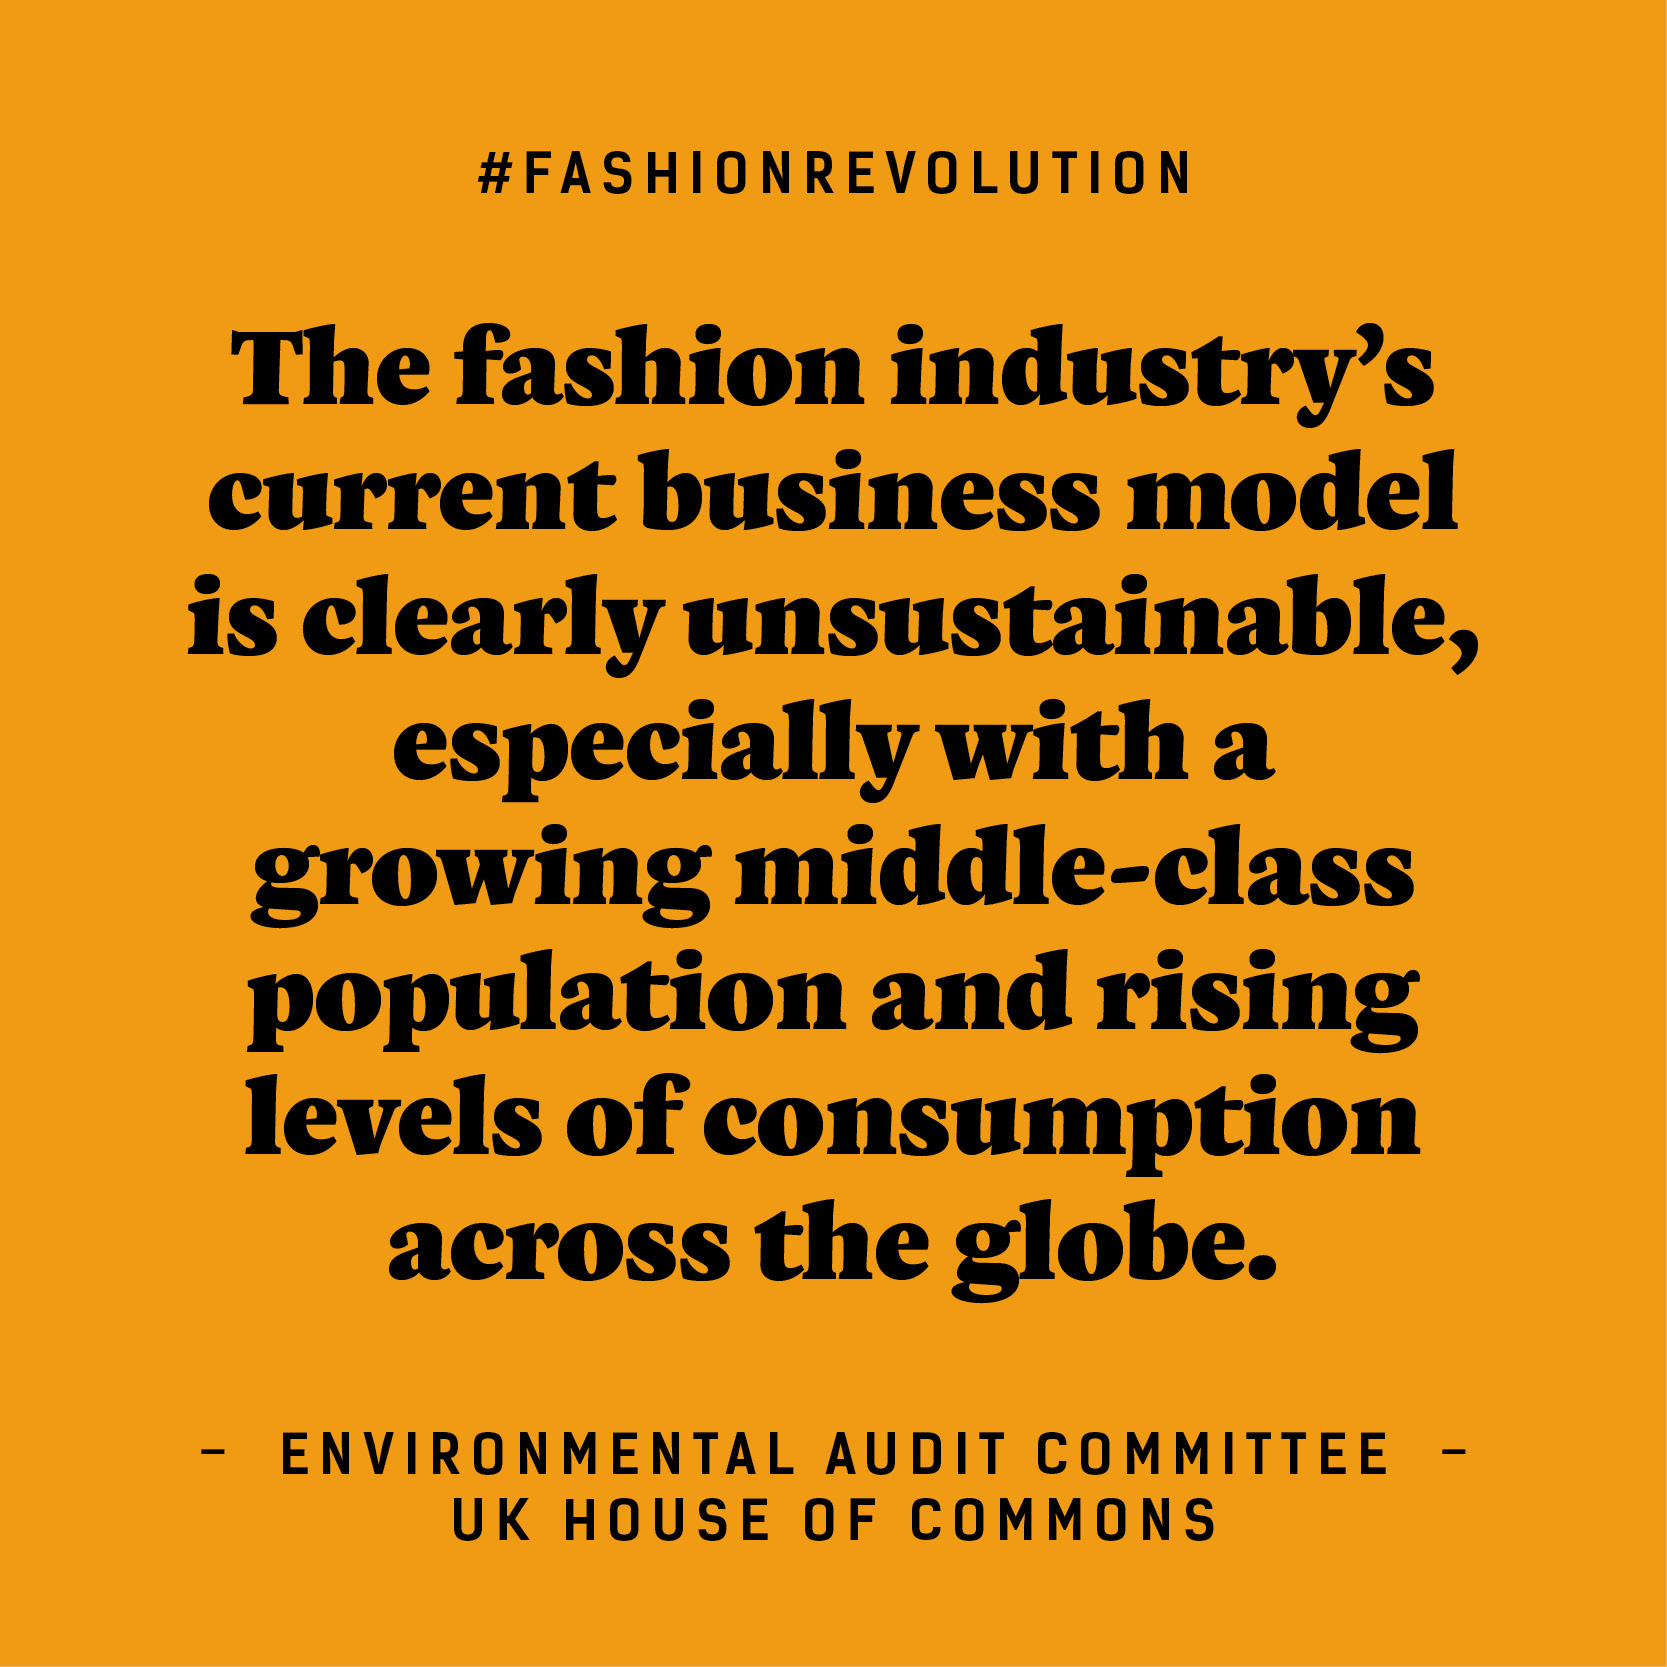 #FASHIONREVOLUTION
The fashion industry’s
current business model
is clearly unsustainable,
especially with a
growing middle-class
population and rising
levels of consumption
across the globe.
– ENVIRONMENTAL AUDIT COMMITTEE –
UK HOUSE OF COMMONS